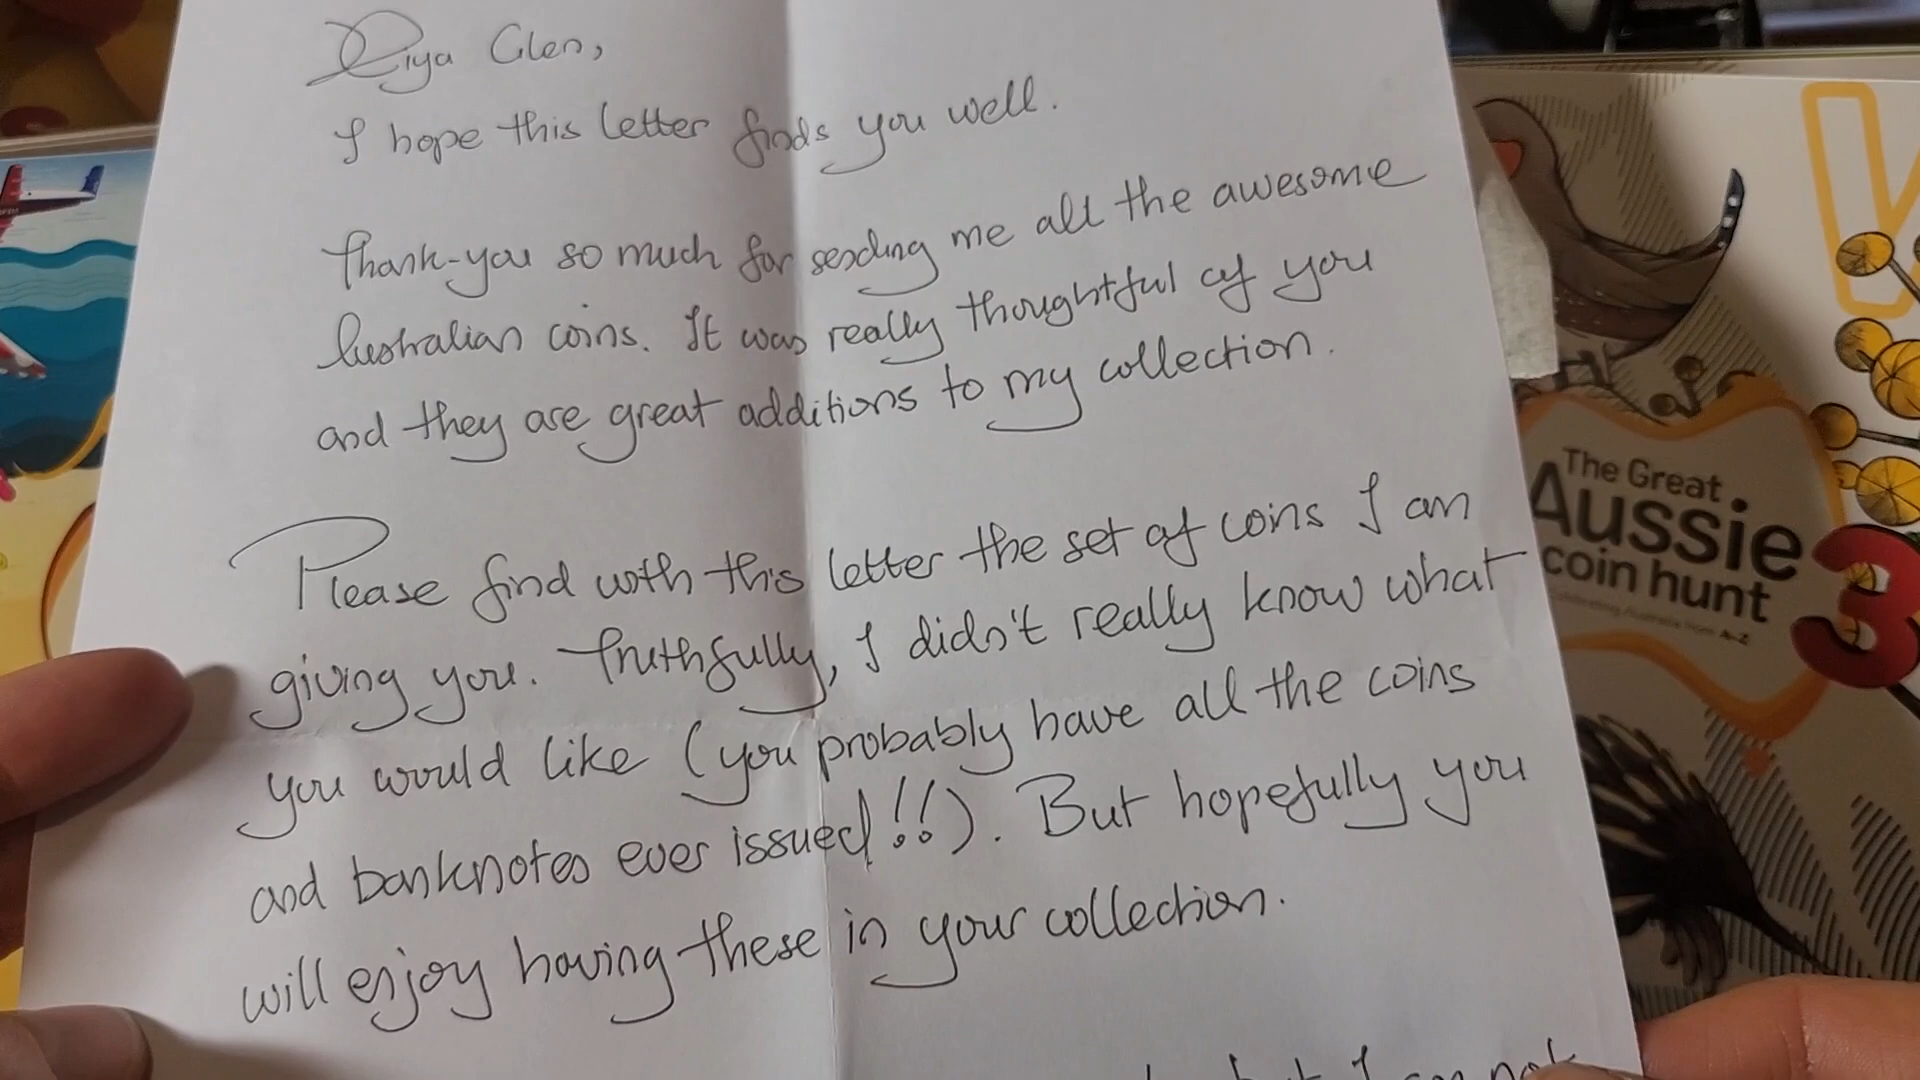 Hiya Glen,
I hope this letter finds you well.
Thank-you so much for sending me all the awesome
Australian coins. It was really thoughtful of you
and they are great additions to my collection.
Please find with this letter the set of coins I am
giving you. Truthfully, I didn't really know what
you would like (you probably have all the coins
and banknotes ever issued!!). But hopefully you
will enjoy having these in your collection.
but I am not
The Great
Aussie
coin hunt
3
A-Z